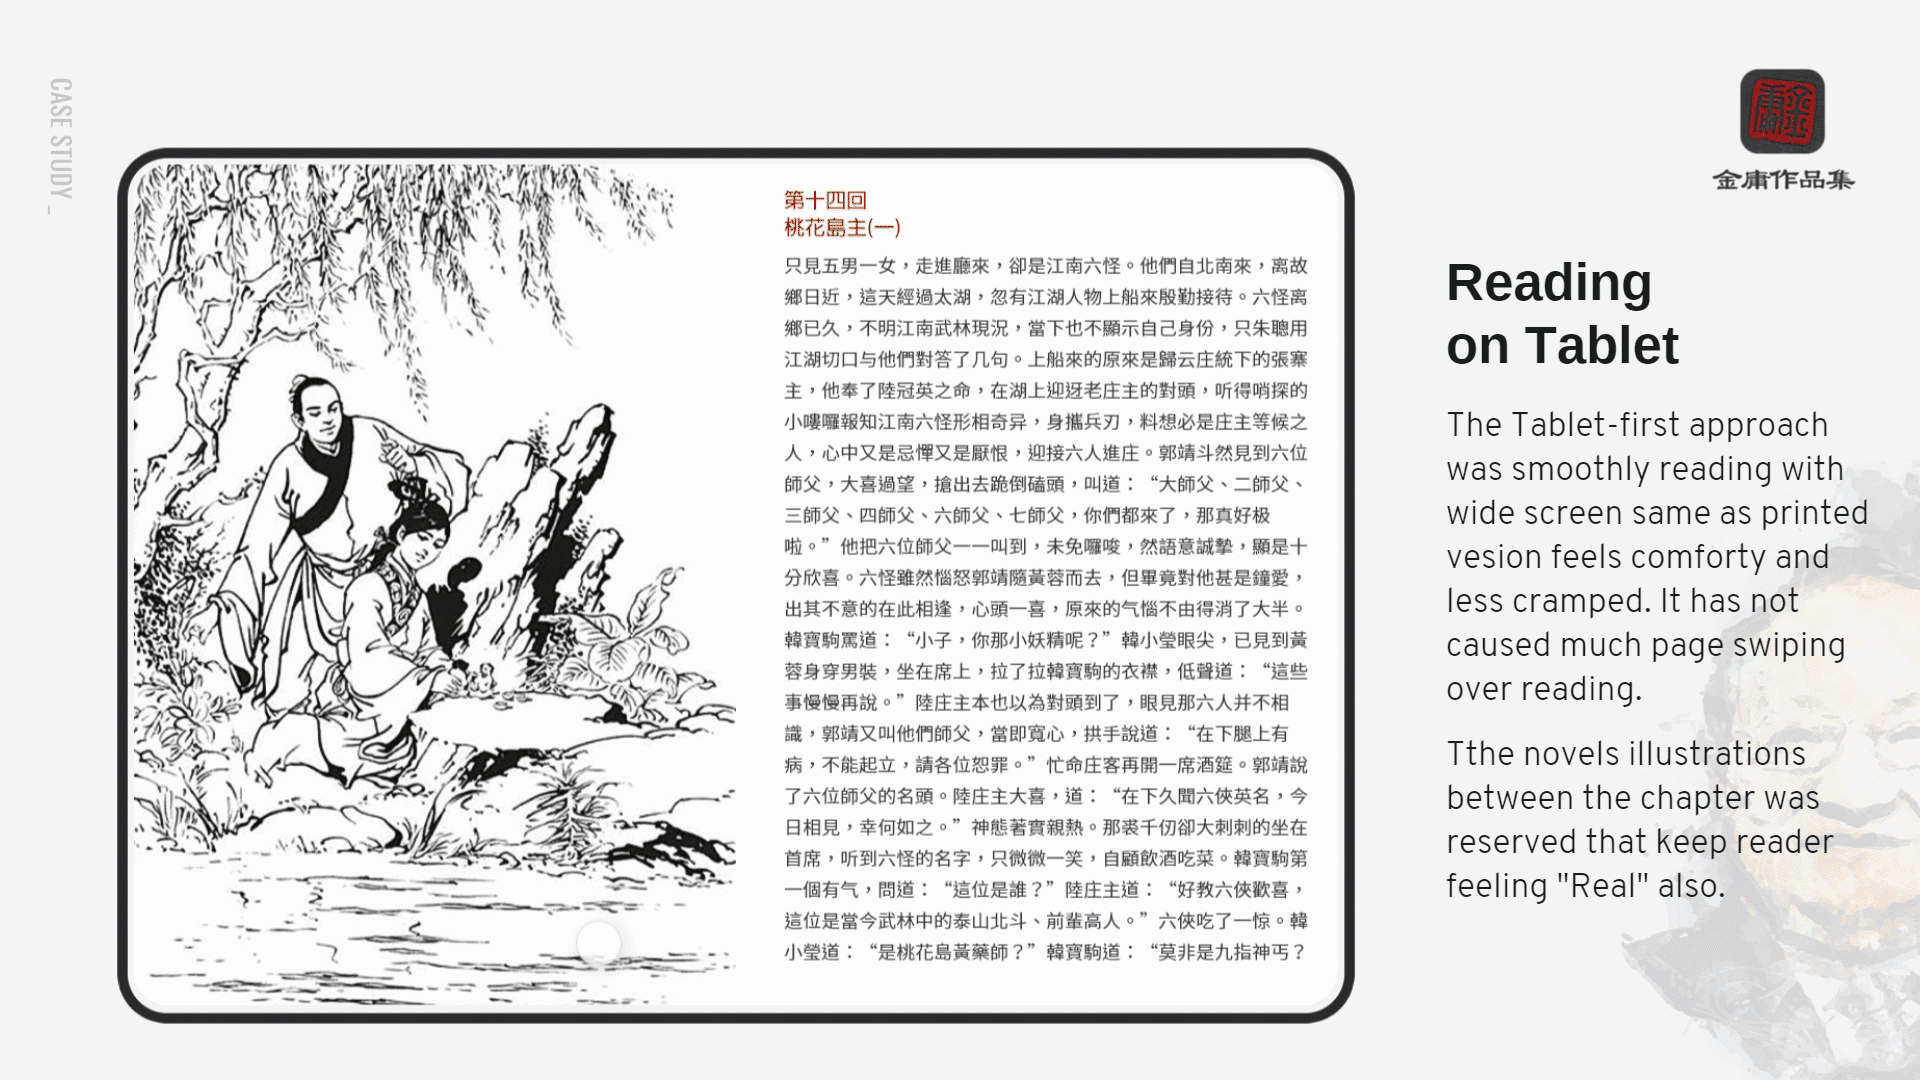 CASE STUDY _
金庸
金庸作品集
第十四回
桃花島主(一)
只見五男一女，走進廳來，卻是江南六怪。他們自北南來，离故
鄉日近，這天經過太湖，忽有江湖人物上船來殷勤接待。六怪离
鄉已久，不明江南武林現況，當下也不顯示自己身份，只朱聰用
江湖切口与他們對答了几句。上船來的原來是歸云庄統下的張寨
主，他奉了陸冠英之命，在湖上迎迓老庄主的對頭，听得哨探的
小嘍囉報知江南六怪形相奇异，身攜兵刃，料想必是庄主等候之
人，心中又是忌憚又是厭恨，迎接六人進庄。郭靖斗然見到六位
師父，大喜過望，搶出去跪倒磕頭，叫道：“大師父、二師父、
三師父、四師父、六師父、七師父，你們都來了，那真好极
啦。”他把六位師父一一叫到，未免囉唆，然語意誠摯，顯是十
分欣喜。六怪雖然惱怒郭靖隨黃蓉而去，但畢竟對他甚是鐘愛，
出其不意的在此相逢，心頭一喜，原來的气惱不由得消了大半。
韓寶駒罵道：“小子，你那小妖精呢？”韓小瑩眼尖，已見到黃
蓉身穿男裝，坐在席上，拉了拉韓寶駒的衣襟，低聲道：“這些
事慢慢再說。”陸庄主本也以為對頭到了，眼見那六人并不相
識，郭靖又叫他們師父，當即寬心，拱手說道：“在下腿上有
病，不能起立，請各位恕罪。”忙命庄客再開一席酒筵。郭靖說
了六位師父的名頭。陸庄主大喜，道：“在下久聞六俠英名，今
日相見，幸何如之。”神態著實親熱。那裘千仞卻大刺刺的坐在
首席，听到六怪的名字，只微微一笑，自顧飲酒吃菜。韓寶駒第
一個有气，問道：“這位是誰？”陸庄主道：“好教六俠歡喜，
這位是當今武林中的泰山北斗、前輩高人。”六俠吃了一惊。韓
小瑩道：“是桃花島黃藥師？”韓寶駒道：“莫非是九指神丐？
Reading
on Tablet
The Tablet-first approach
was smoothly reading with
wide screen same as printed
vesion feels comforty and
less cramped. It has not
caused much page swiping
over reading.
Tthe novels illustrations
between the chapter was
reserved that keep reader
feeling "Real" also.